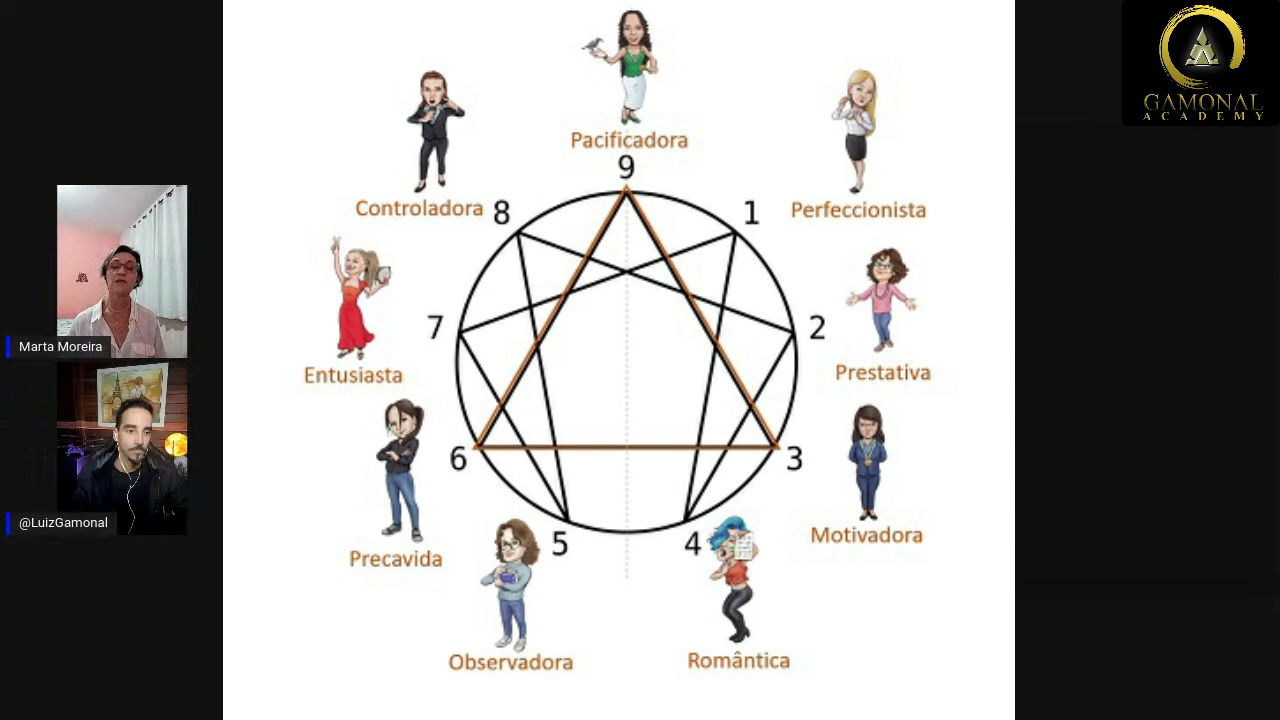 Pacificadora
9
GAMONAL
ACADEMY
Controladora
8
1
Perfeccionista
Entusiasta
7
2
Prestativa
Marta Moreira
6
3
Precavida
5
4
Motivadora
@LuizGamonal
Observadora
Romântica